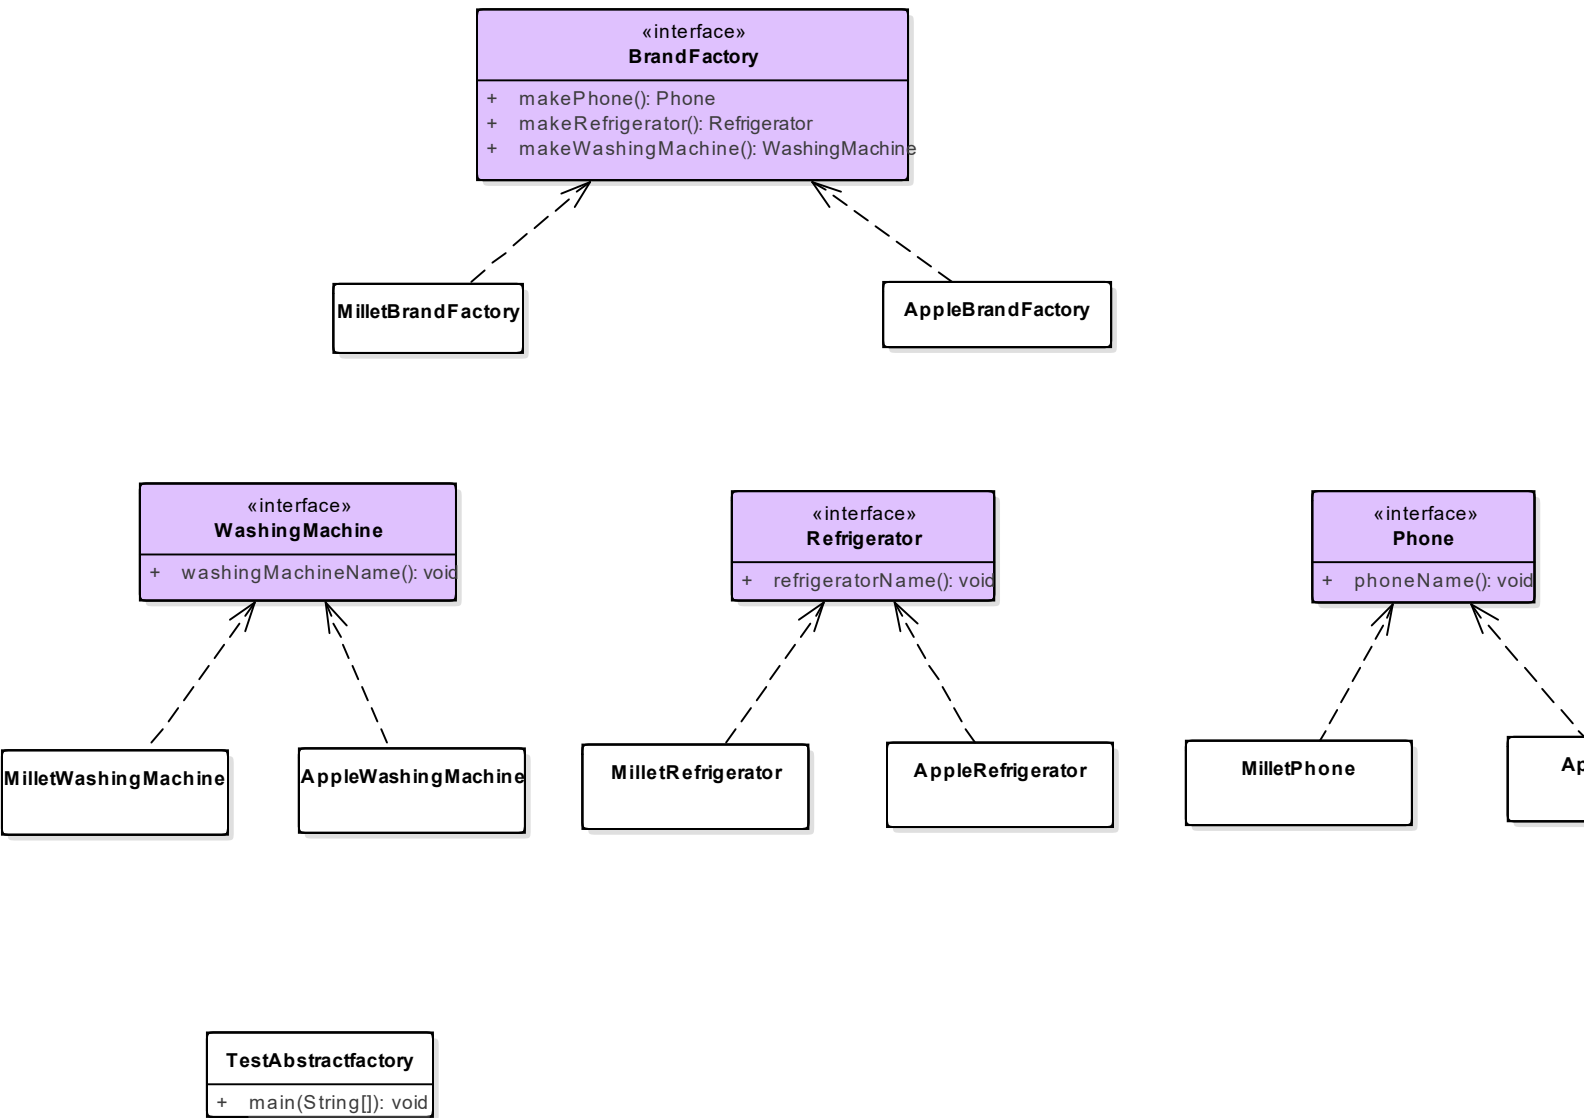 «interface»
BrandFactory
+ makePhone(): Phone
+ makeRefrigerator(): Refrigerator
+ makeWashingMachine(): WashingMachine
MilletBrandFactory
AppleBrandFactory
«interface»
WashingMachine
+ washingMachineName(): void
«interface»
Refrigerator
+ refrigeratorName(): void
«interface»
Phone
+ phoneName(): void
MilletWashingMachine
AppleWashingMachine
MilletRefrigerator
AppleRefrigerator
MilletPhone
TestAbstractfactory
+ main(String[]): void